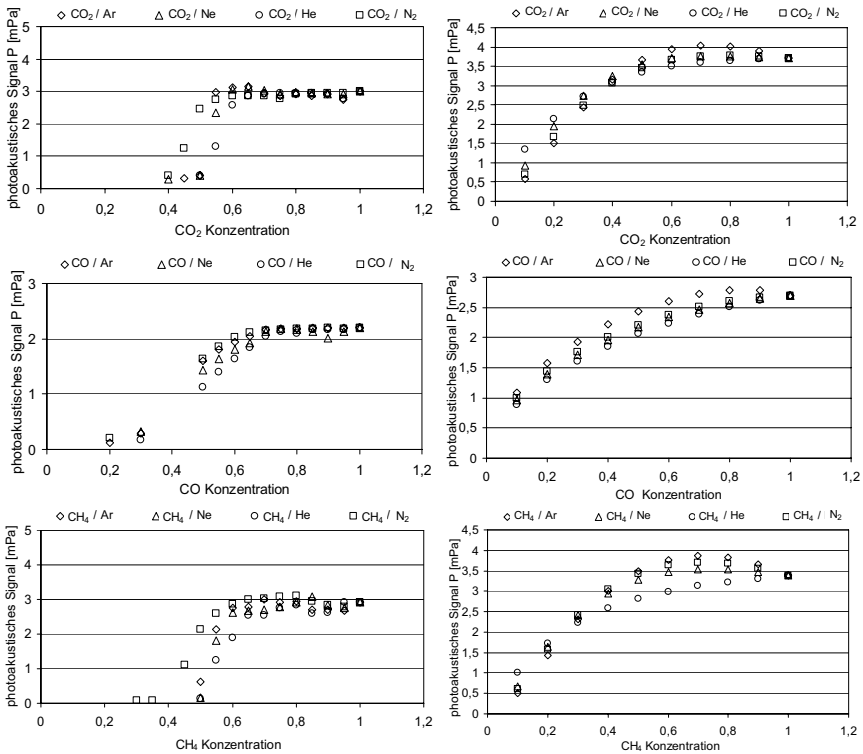 CO₂ / Ar CO₂ / Ne CO₂ / He CO₂ / N₂
photoakustisches Signal P [mPa]
5
4
3
2
1
0
0 0,2 0,4 0,6 0,8 1 1,2
CO₂ Konzentration
CO₂ / Ar CO₂ / Ne CO₂ / He CO₂ / N₂
photoakustisches Signal P [mPa]
4,5
4
3,5
3
2,5
2
1,5
1
0,5
0
0 0,2 0,4 0,6 0,8 1 1,2
CO₂ Konzentration
CO / Ar CO / Ne CO / He CO / N₂
photoakustisches Signal P [mPa]
3
2
1
0
0 0,2 0,4 0,6 0,8 1 1,2
CO Konzentration
CO / Ar CO / Ne CO / He CO / N₂
photoakustisches Signal P [mPa]
3
2,5
2
1,5
1
0,5
0
0 0,2 0,4 0,6 0,8 1 1,2
CO Konzentration
CH₄ / Ar CH₄ / Ne CH₄ / He CH₄ / N₂
photoakustisches Signal [mPa]
5
4
3
2
1
0
0 0,2 0,4 0,6 0,8 1 1,2
CH₄ Konzentration
CH₄ / Ar CH₄ / Ne CH₄ / He CH₄ / N₂
photoakustisches Signal P [mPa]
4,5
4
3,5
3
2,5
2
1,5
1
0,5
0
0 0,2 0,4 0,6 0,8 1 1,2
CH₄ Konzentration